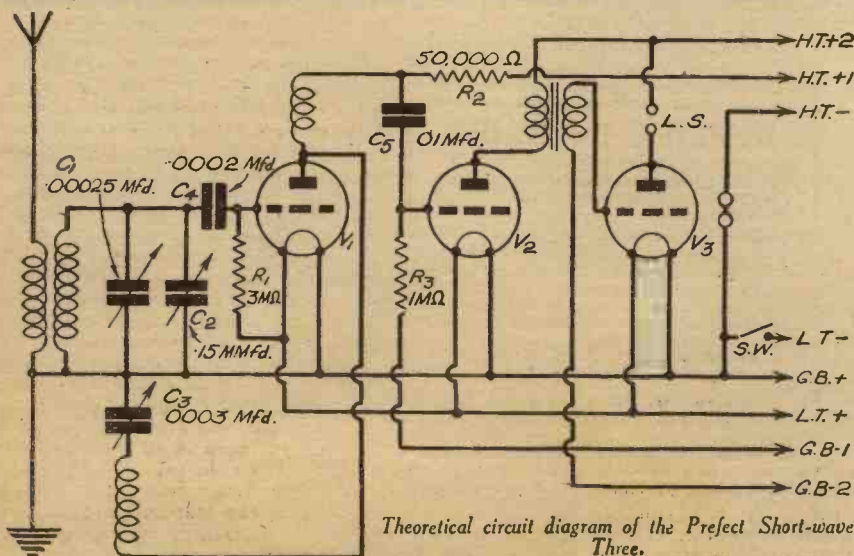 H.T.+2
50,000 Ω
H.T.+1
R2
H.T.-
L.S.
C5
.01 Mfd.
.0002 Mfd.
C1
.00025 Mfd.
C4
V1
V2
V3
R1
3MΩ
R3
1MΩ
C2
.15 MMfd.
S.W.
L.T-
G.B.+
C3
.0003 Mfd.
L.T.+
G.B-1
G.B-2
Theoretical circuit diagram of the Prefect Short-wave
Three.